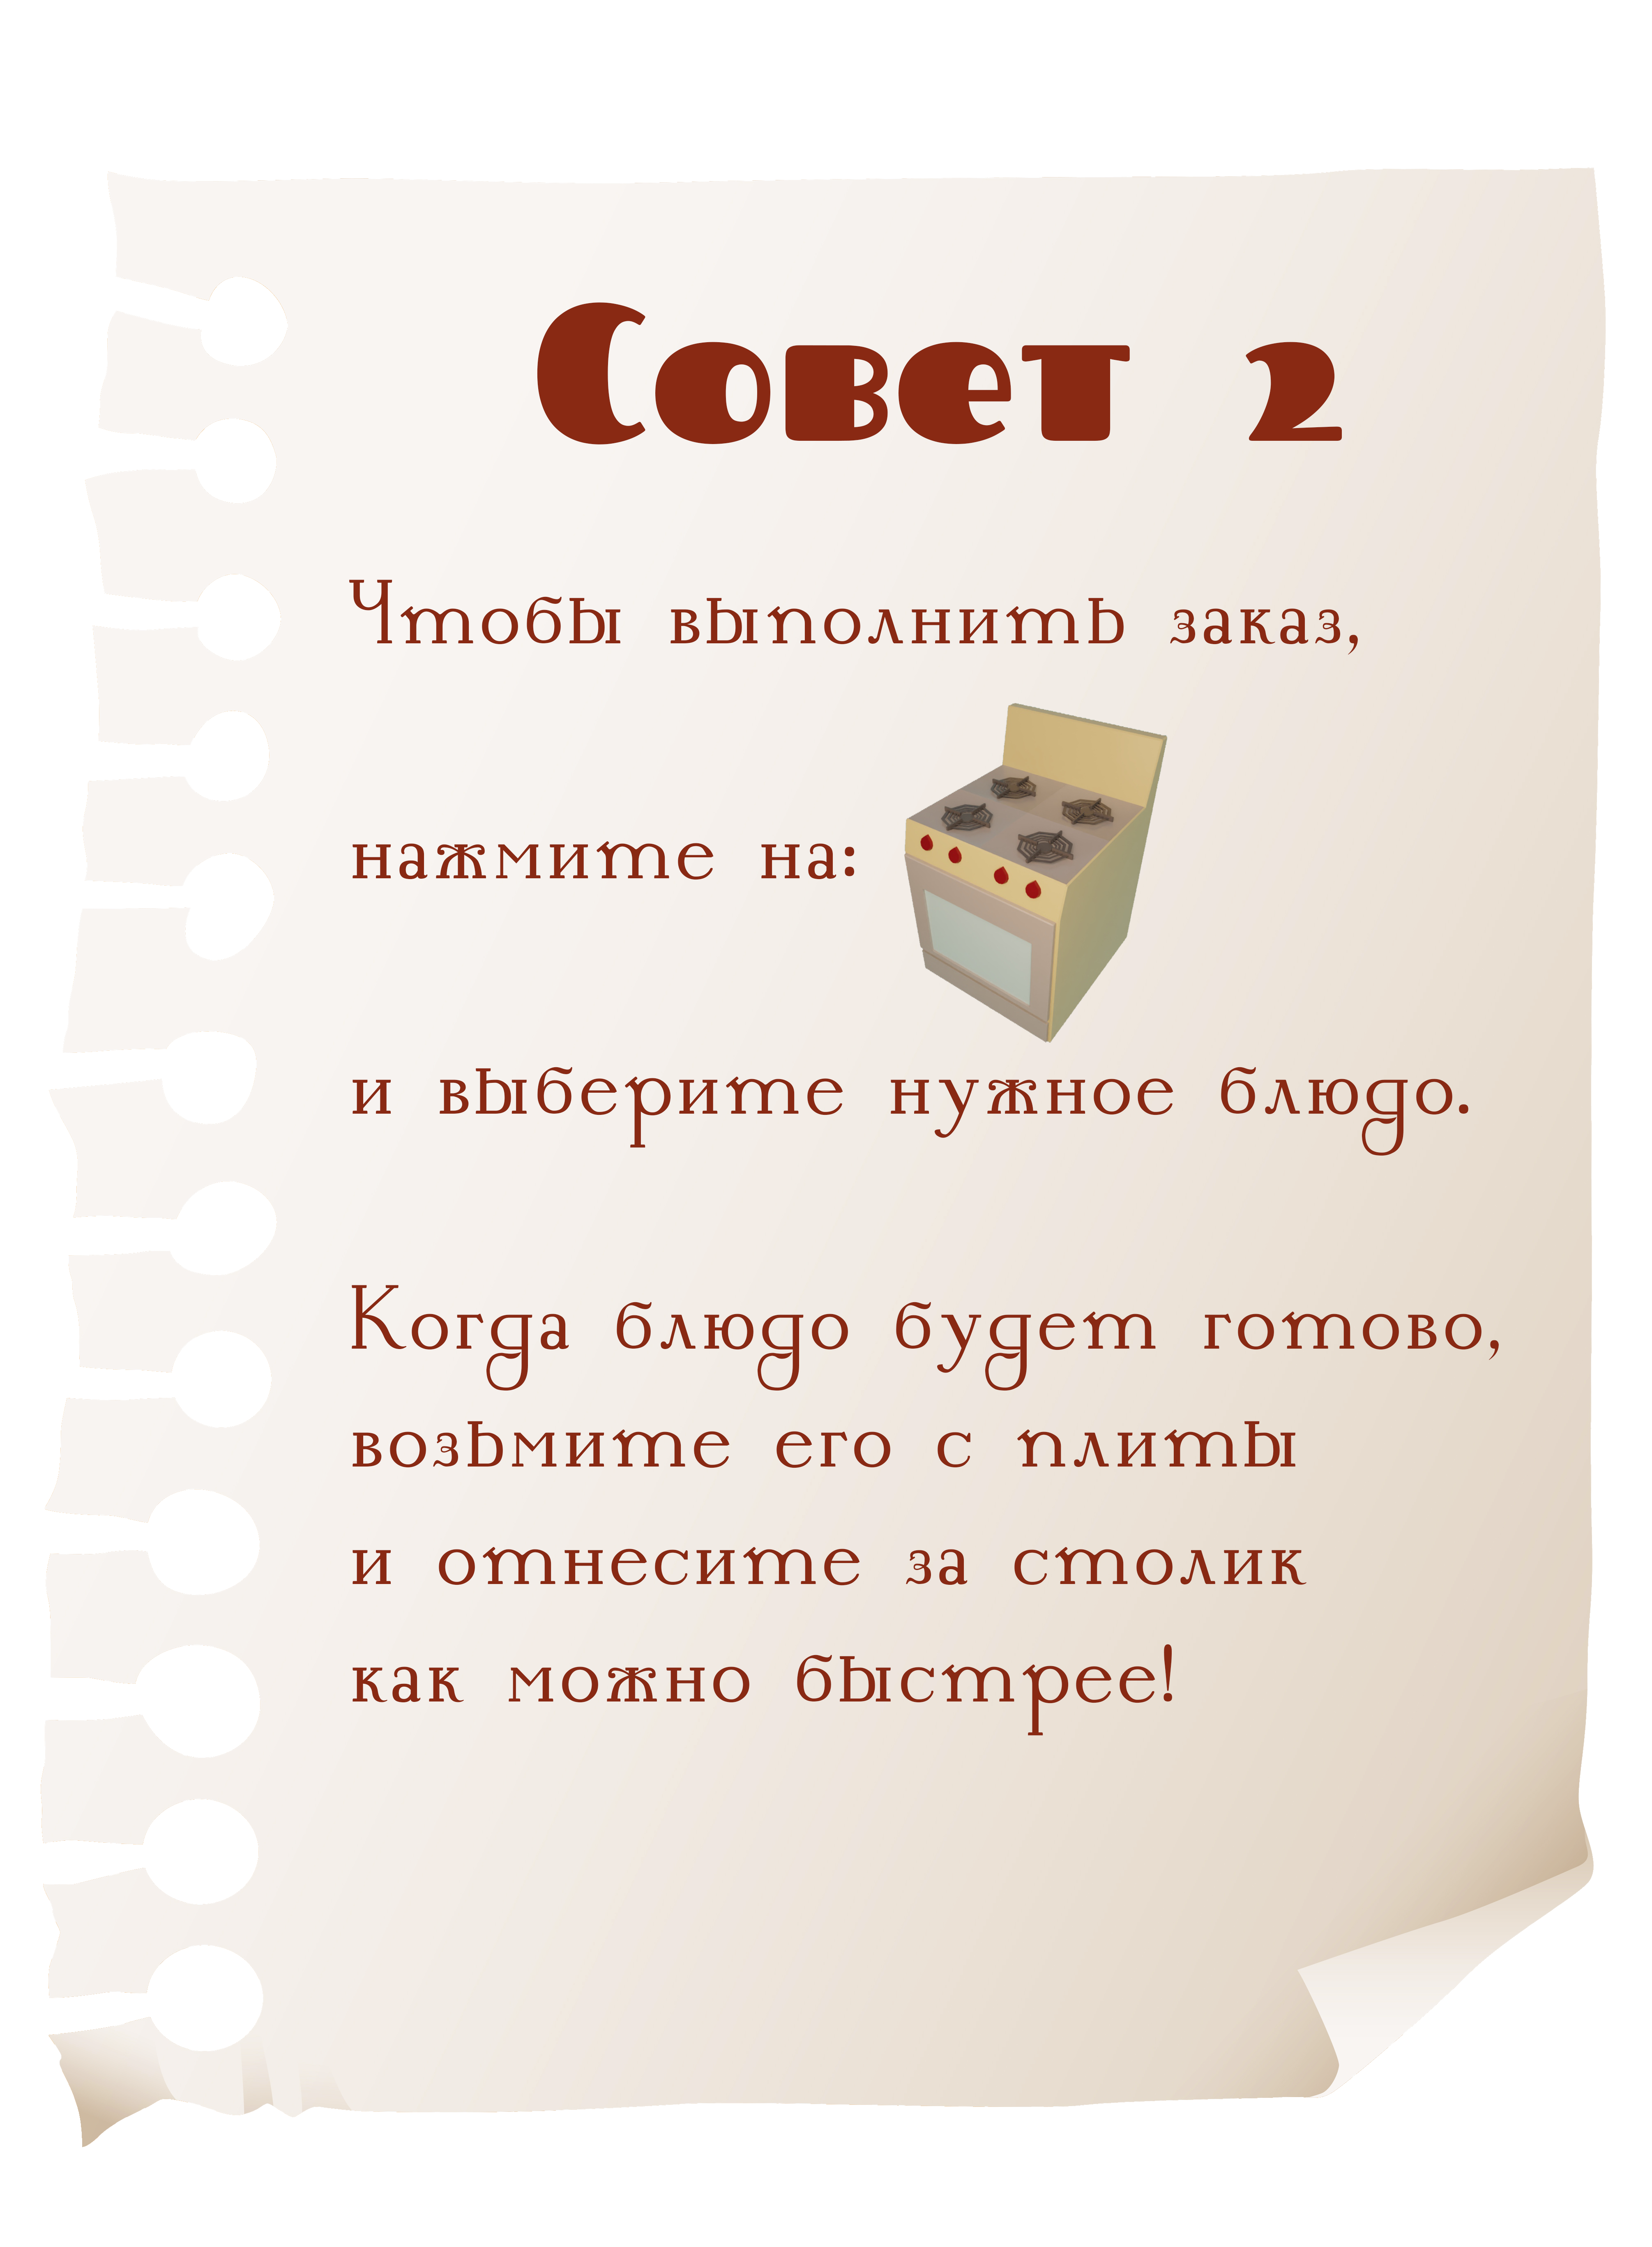 Совет 2
Чтобы выполнить заказ,
нажмите на:
и выберите нужное блюдо.
Когда блюдо будет готово,
возьмите его с плиты
и отнесите за столик
как можно быстрее!